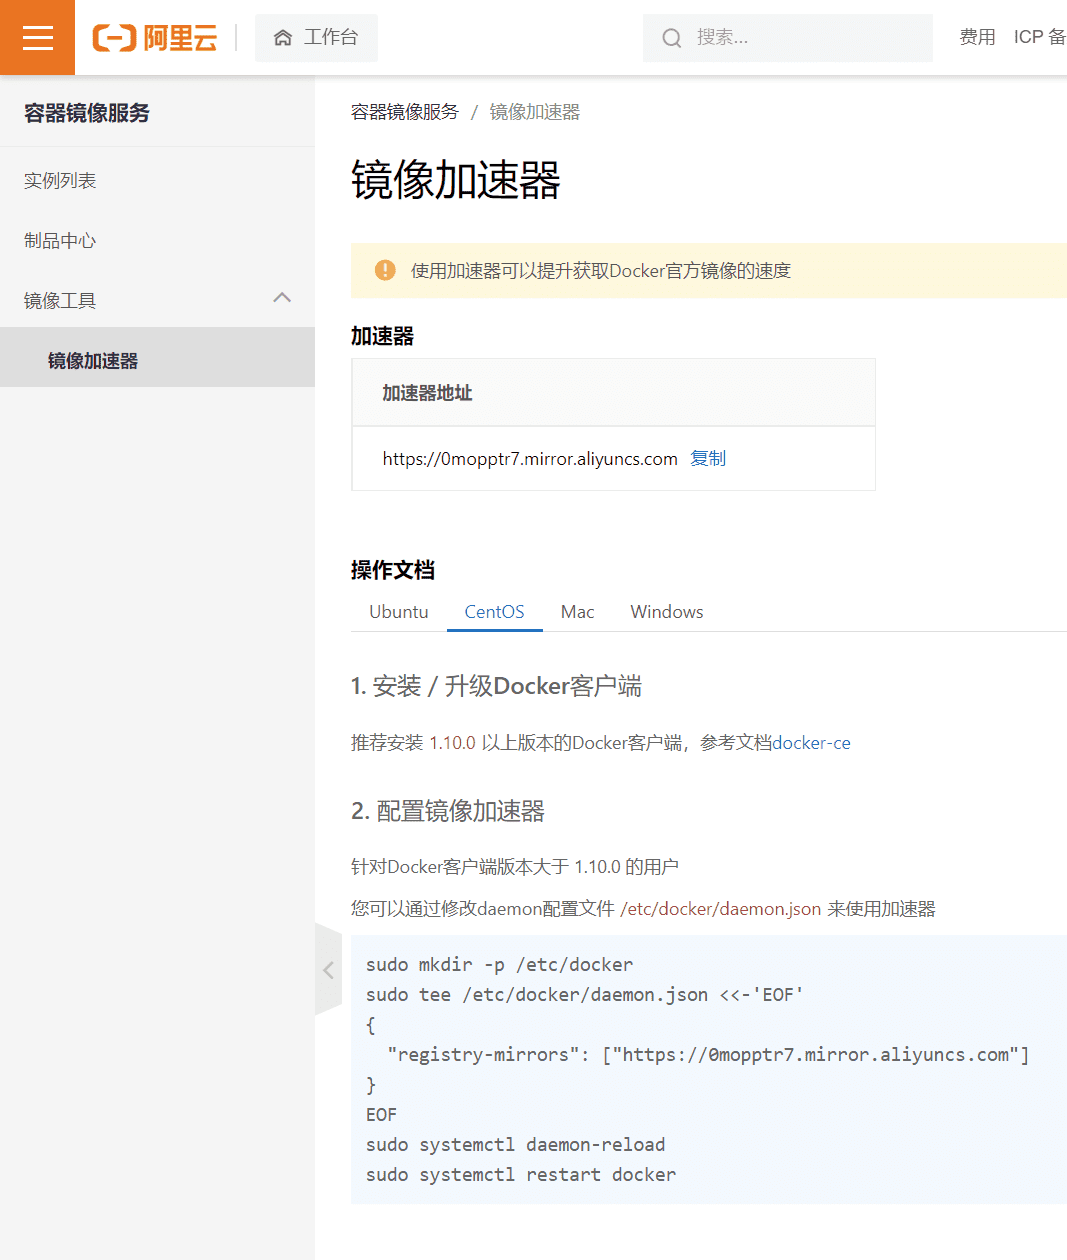 阿里云
工作台
搜索...
费用 ICP 备
容器镜像服务
实例列表
制品中心
镜像工具
镜像加速器
容器镜像服务 / 镜像加速器
镜像加速器
使用加速器可以提升获取Docker官方镜像的速度
加速器
加速器地址
https://0mopptr7.mirror.aliyuncs.com 复制
操作文档
Ubuntu CentOS Mac Windows
1. 安装 / 升级Docker客户端
推荐安装 1.10.0 以上版本的Docker客户端，参考文档docker-ce
2. 配置镜像加速器
针对Docker客户端版本大于 1.10.0 的用户
您可以通过修改daemon配置文件 /etc/docker/daemon.json 来使用加速器
sudo mkdir -p /etc/docker
sudo tee /etc/docker/daemon.json <<-'EOF'
{
  "registry-mirrors": ["https://0mopptr7.mirror.aliyuncs.com"]
}
EOF
sudo systemctl daemon-reload
sudo systemctl restart docker